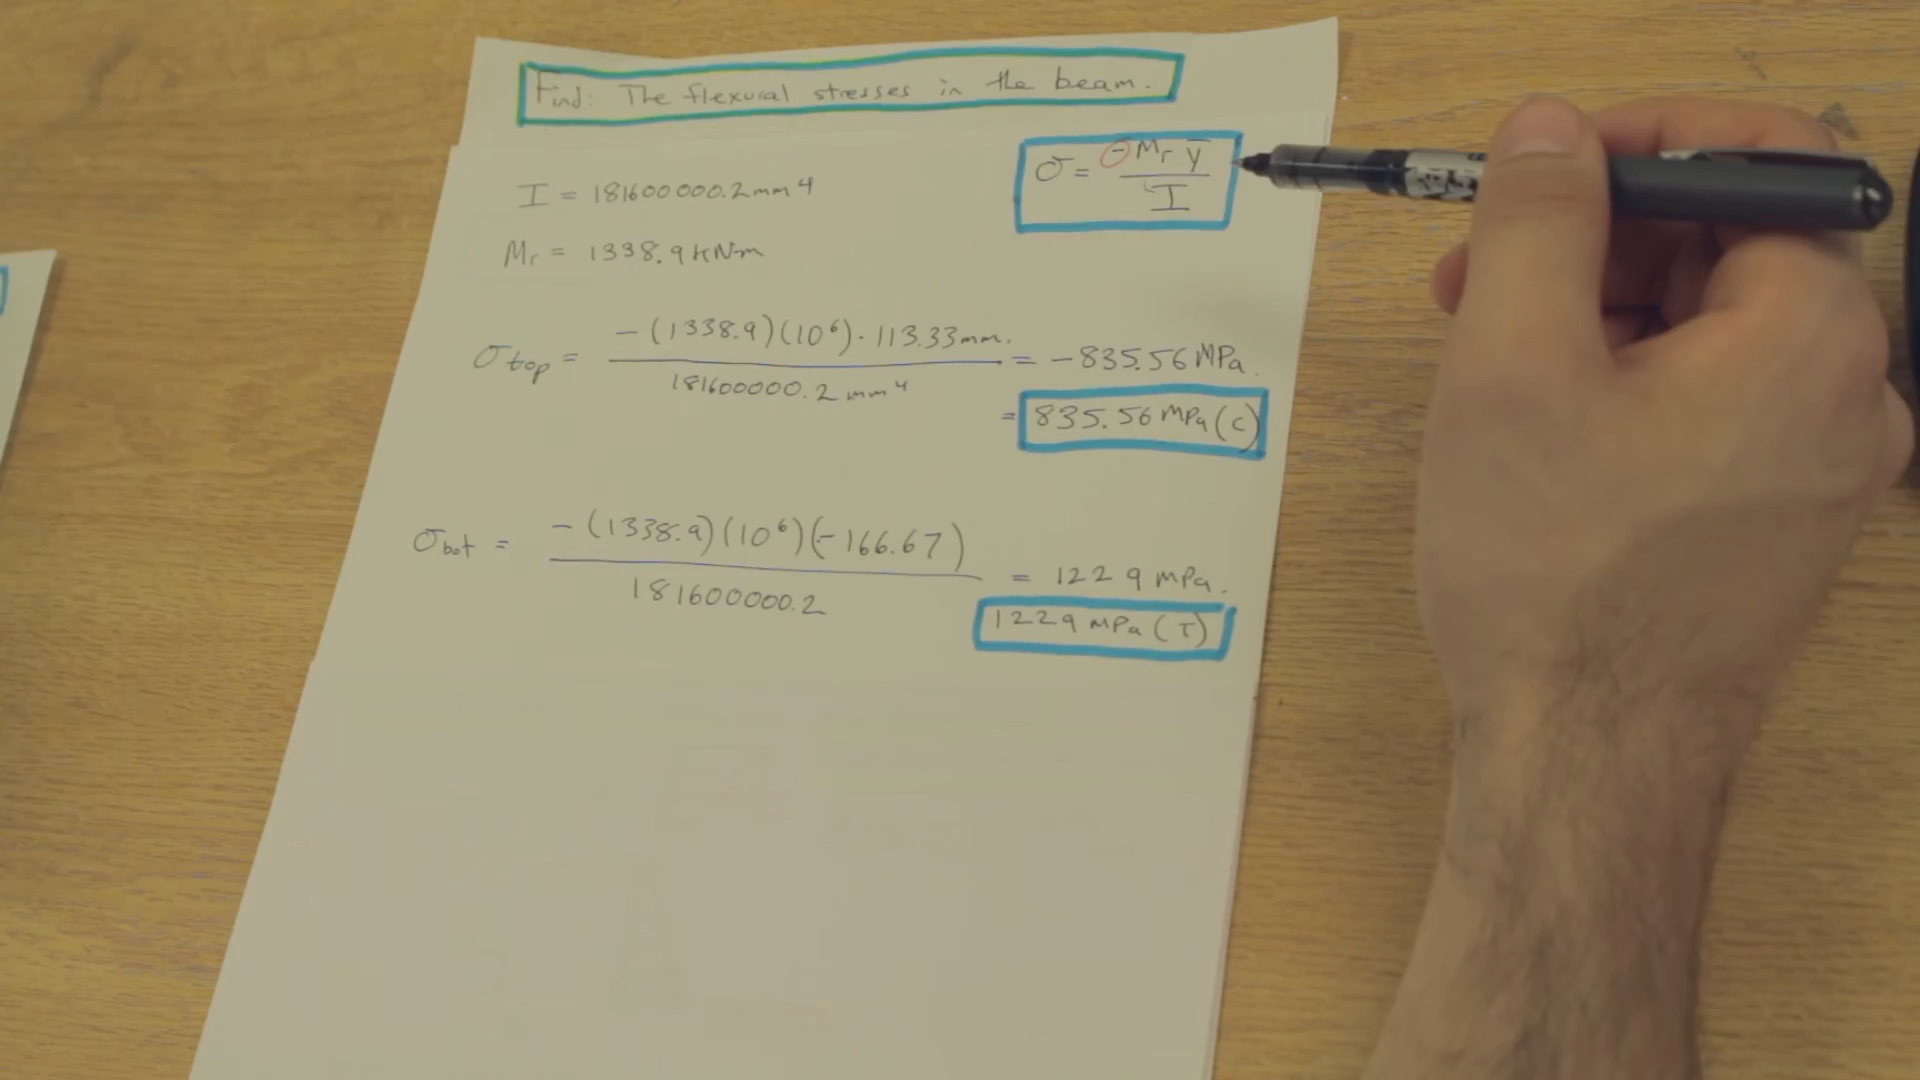 Find: The flexural stresses in the beam.
σ = -Mr ȳ / I
I = 181600000.2 mm⁴
Mr = 1338.9 kN·m
σtop = -(1338.9)(10⁶)·113.33mm. / 181600000.2 mm⁴ = -835.56 MPa.
= 835.56 MPa (C)
σbot = -(1338.9)(10⁶)(-166.67) / 181600000.2 = 1229 MPa.
1229 MPa (T)